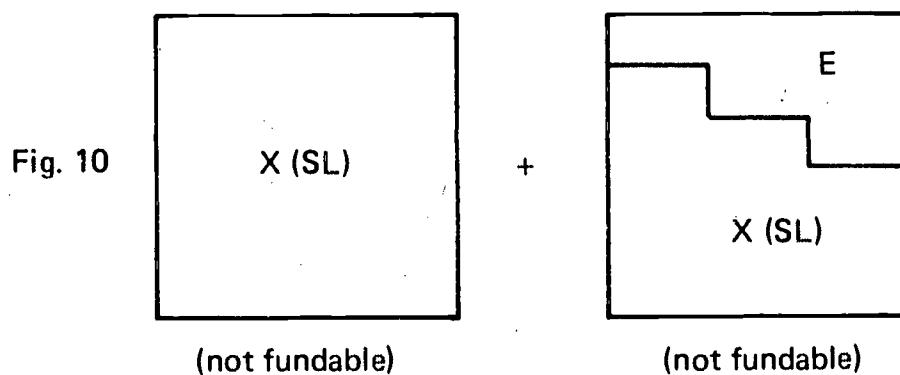 E
Fig. 10 X (SL) +
X (SL)
(not fundable) (not fundable)